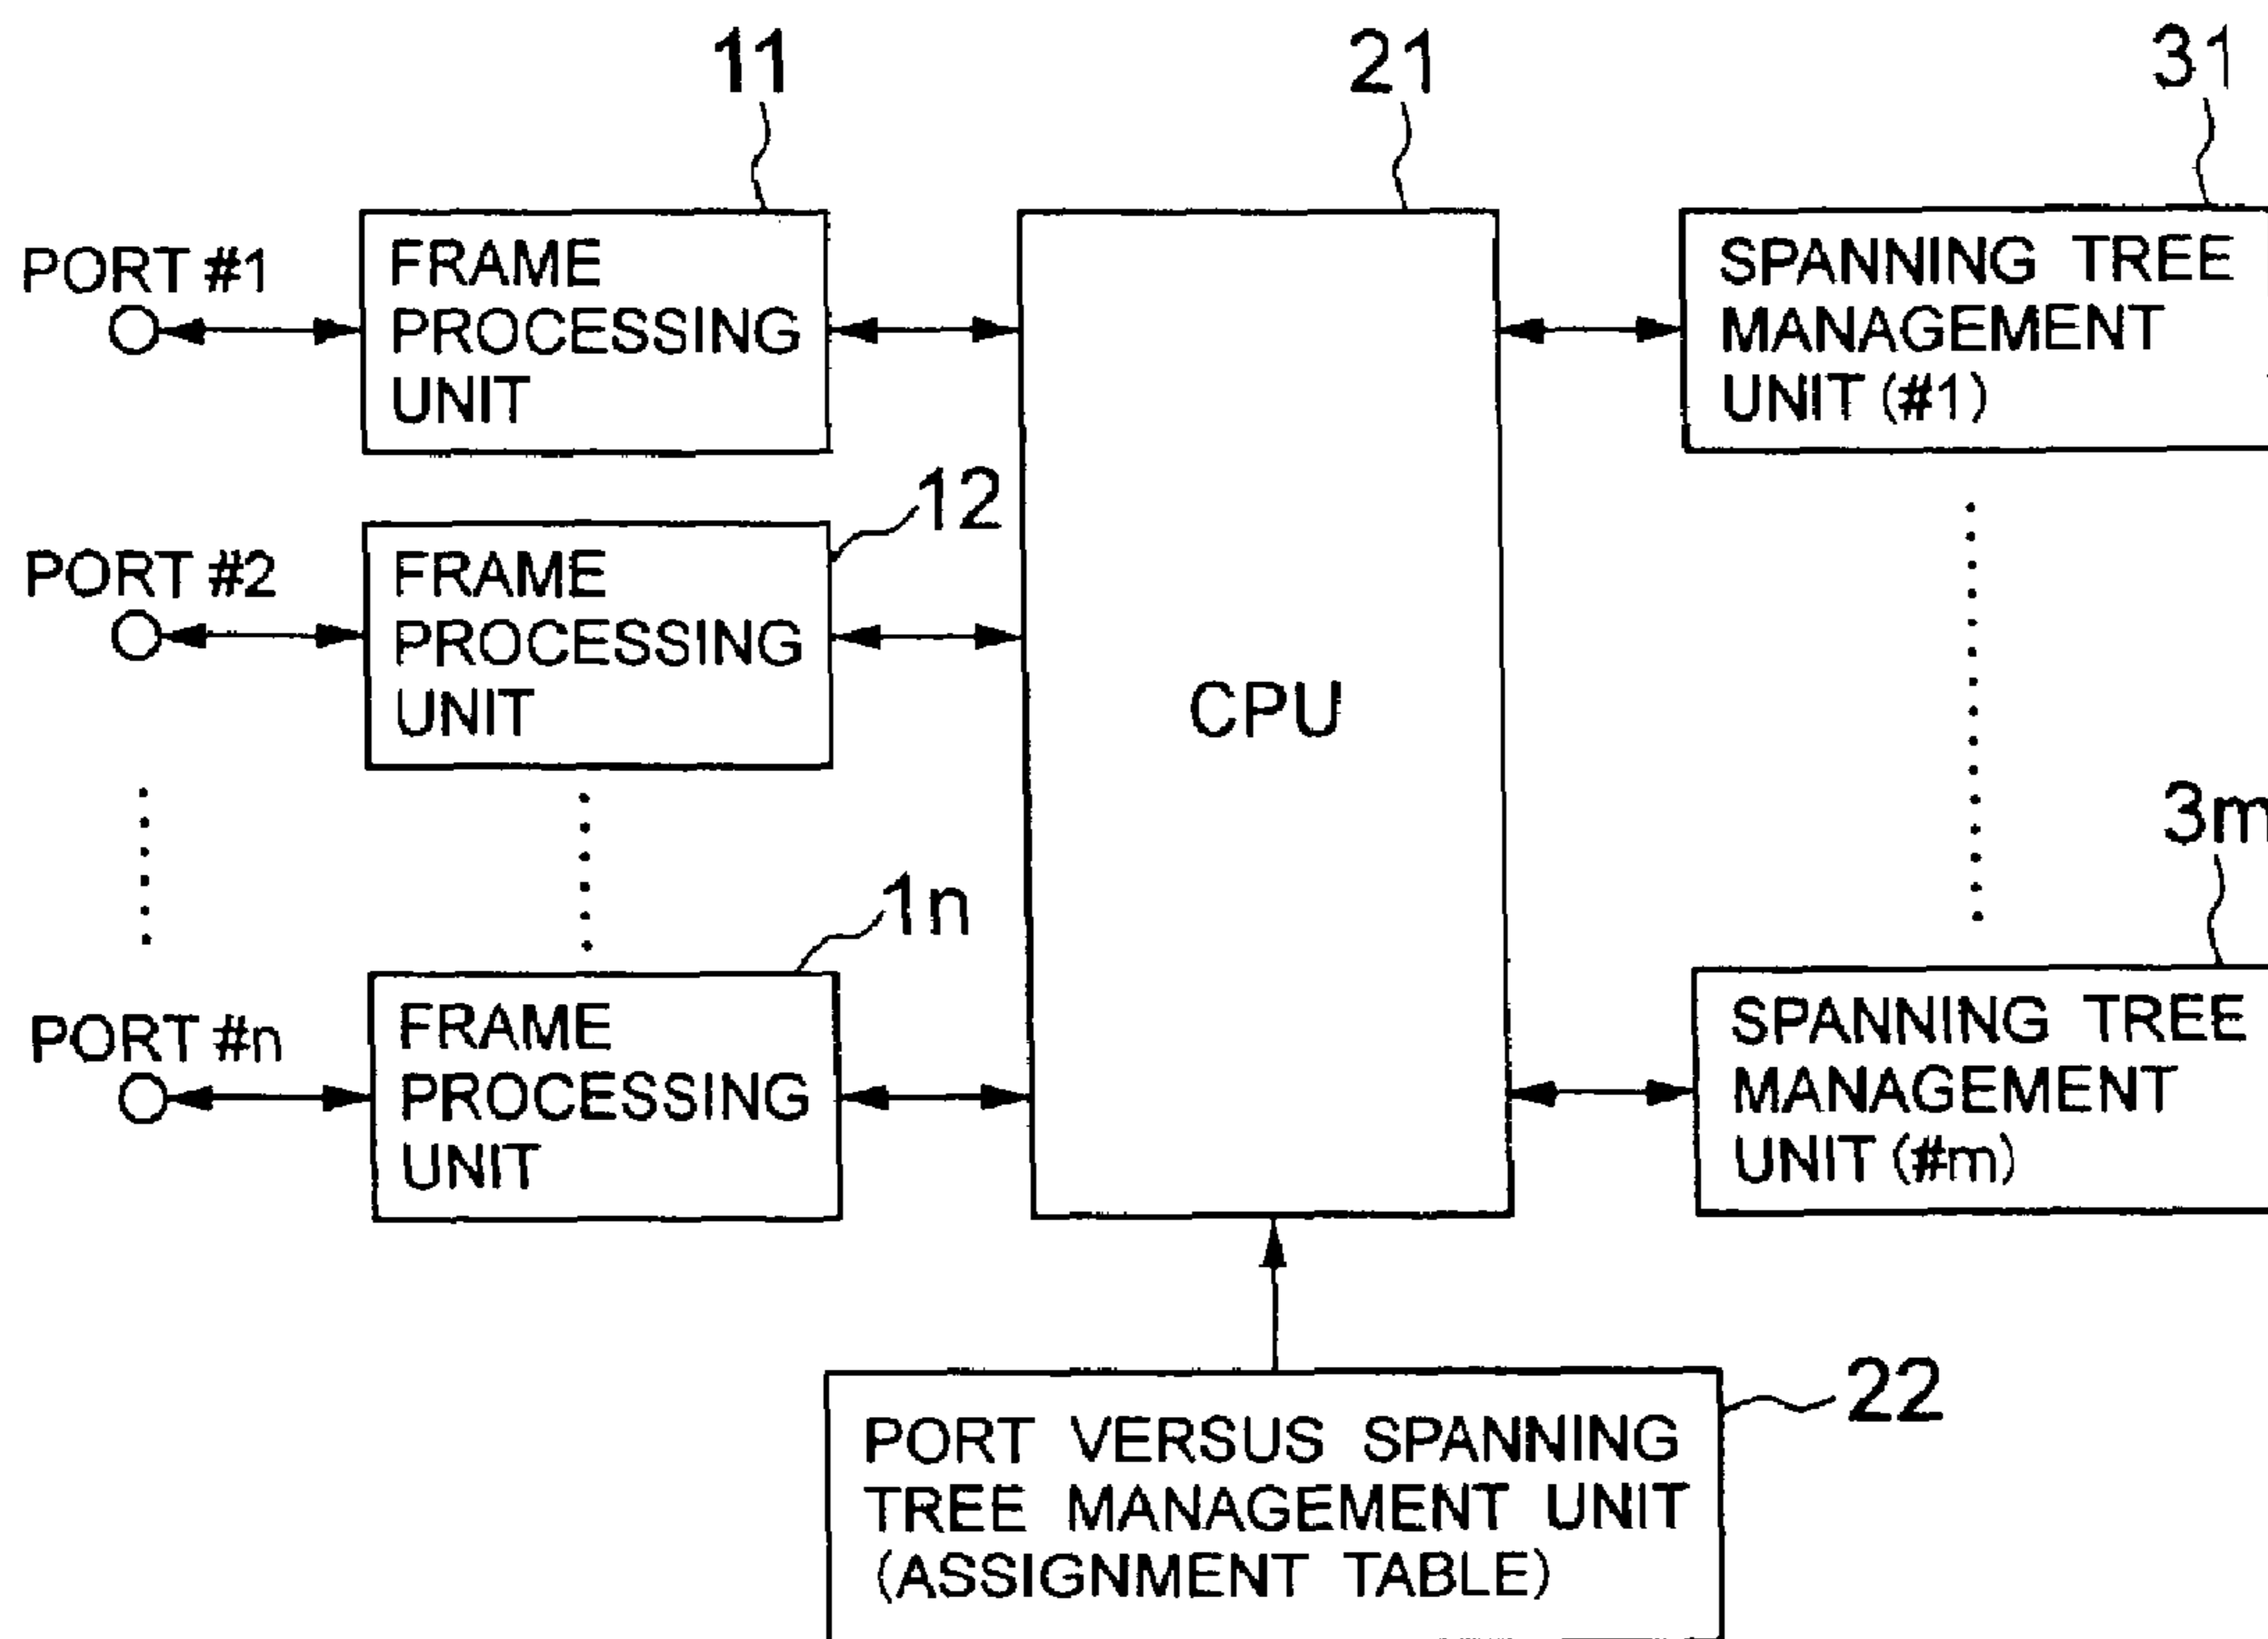 11
21
31
PORT #1
FRAME
PROCESSING
UNIT
SPANNING TREE
MANAGEMENT
UNIT (#1)
12
PORT #2
FRAME
PROCESSING
UNIT
CPU
3m
1n
PORT #n
FRAME
PROCESSING
UNIT
SPANNING TREE
MANAGEMENT
UNIT (#m)
22
PORT VERSUS SPANNING
TREE MANAGEMENT UNIT
(ASSIGNMENT TABLE)